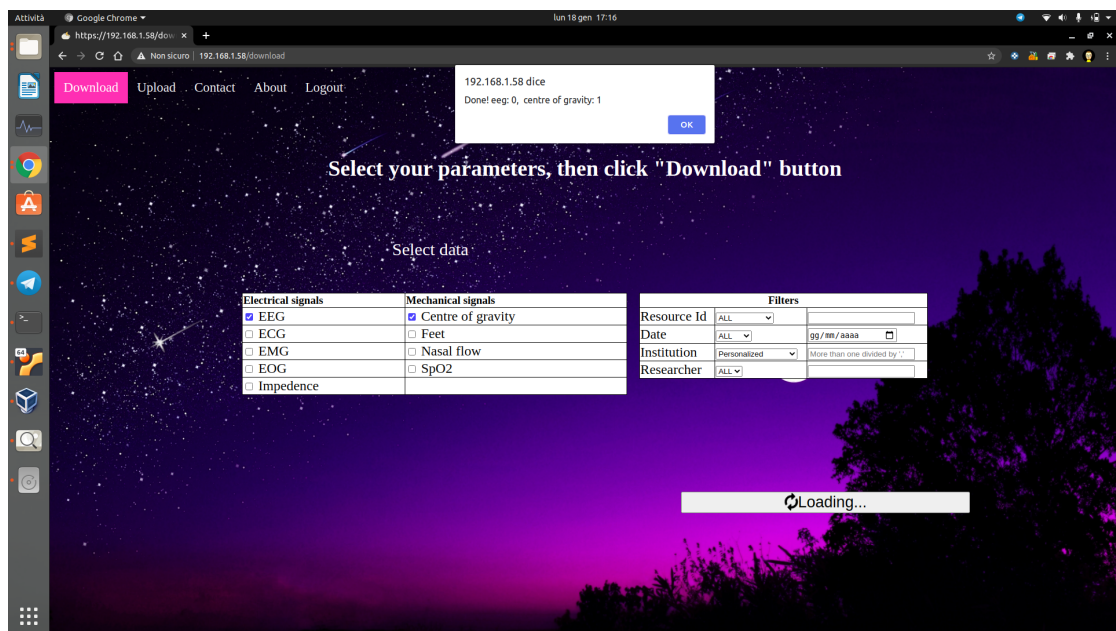 Attività
Google Chrome
lun 18 gen 17:16
https://192.168.1.58/dow
Non sicuro | 192.168.1.58/download
Download Upload Contact About Logout
192.168.1.58 dice
Done! eeg: 0, centre of gravity: 1
OK
Select your parameters, then click "Download" button
Select data
Electrical signals Mechanical signals
EEG Centre of gravity
ECG Feet
EMG Nasal flow
EOG SpO2
Impedence
Filters
Resource Id ALL
Date ALL gg/mm/aaaa
Institution Personalized More than one divided by ','
Researcher ALL
Loading...
64